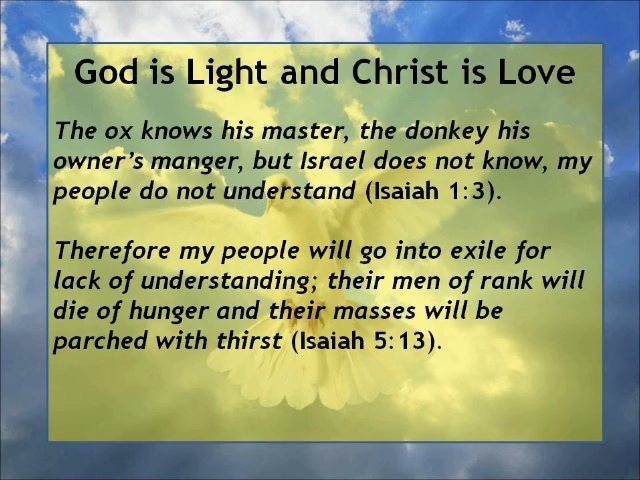 God is Light and Christ is Love
The ox knows his master, the donkey his
owner’s manger, but Israel does not know, my
people do not understand (Isaiah 1:3).
Therefore my people will go into exile for
lack of understanding; their men of rank will
die of hunger and their masses will be
parched with thirst (Isaiah 5:13).